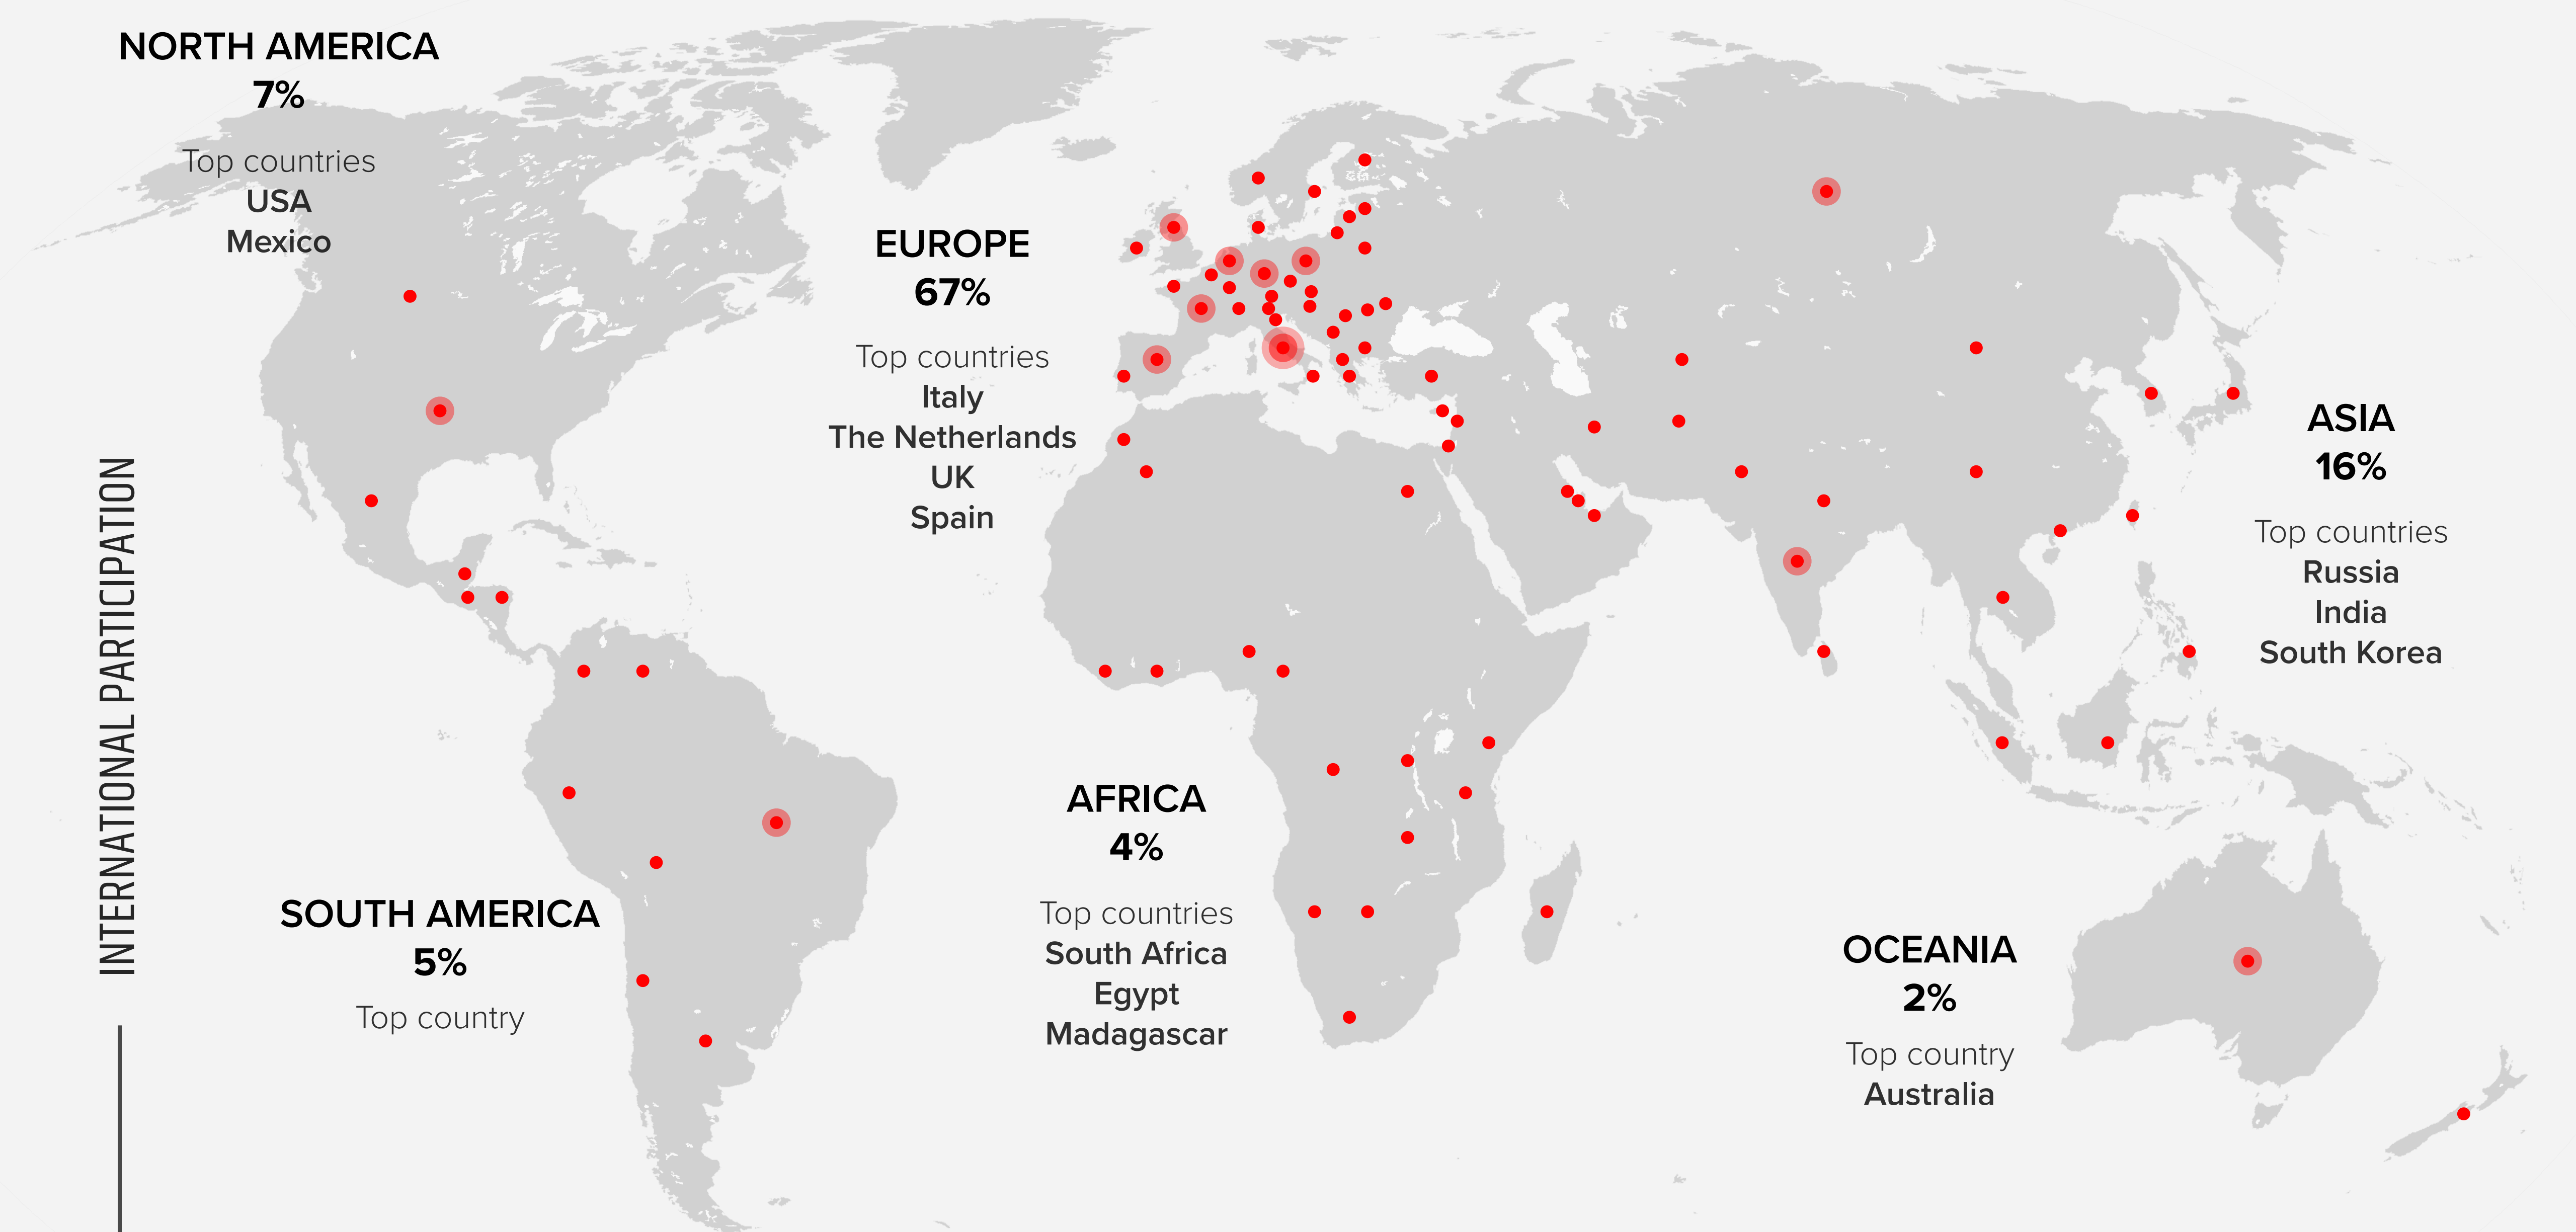 NORTH AMERICA
7%
Top countries
USA
Mexico
EUROPE
67%
Top countries
Italy
The Netherlands
UK
Spain
ASIA
16%
Top countries
Russia
India
South Korea
INTERNATIONAL PARTICIPATION
SOUTH AMERICA
5%
Top country
AFRICA
4%
Top countries
South Africa
Egypt
Madagascar
OCEANIA
2%
Top country
Australia